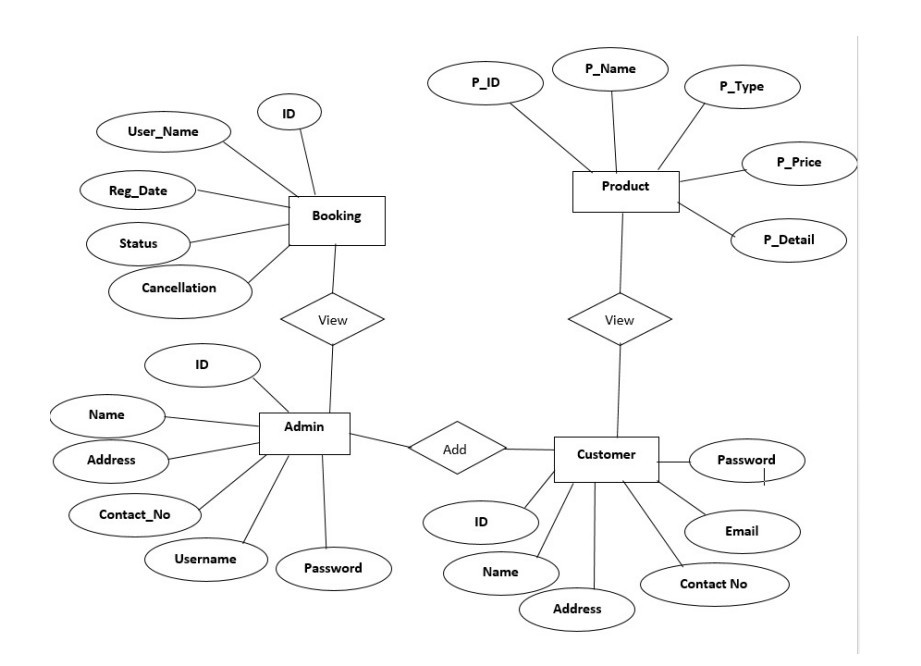 P_ID
P_Name
P_Type
P_Price
P_Detail
Product
ID
User_Name
Reg_Date
Status
Cancellation
Booking
View
View
ID
Name
Address
Contact_No
Username
Password
Admin
Add
Customer
Password
Email
Contact No
Address
Name
ID